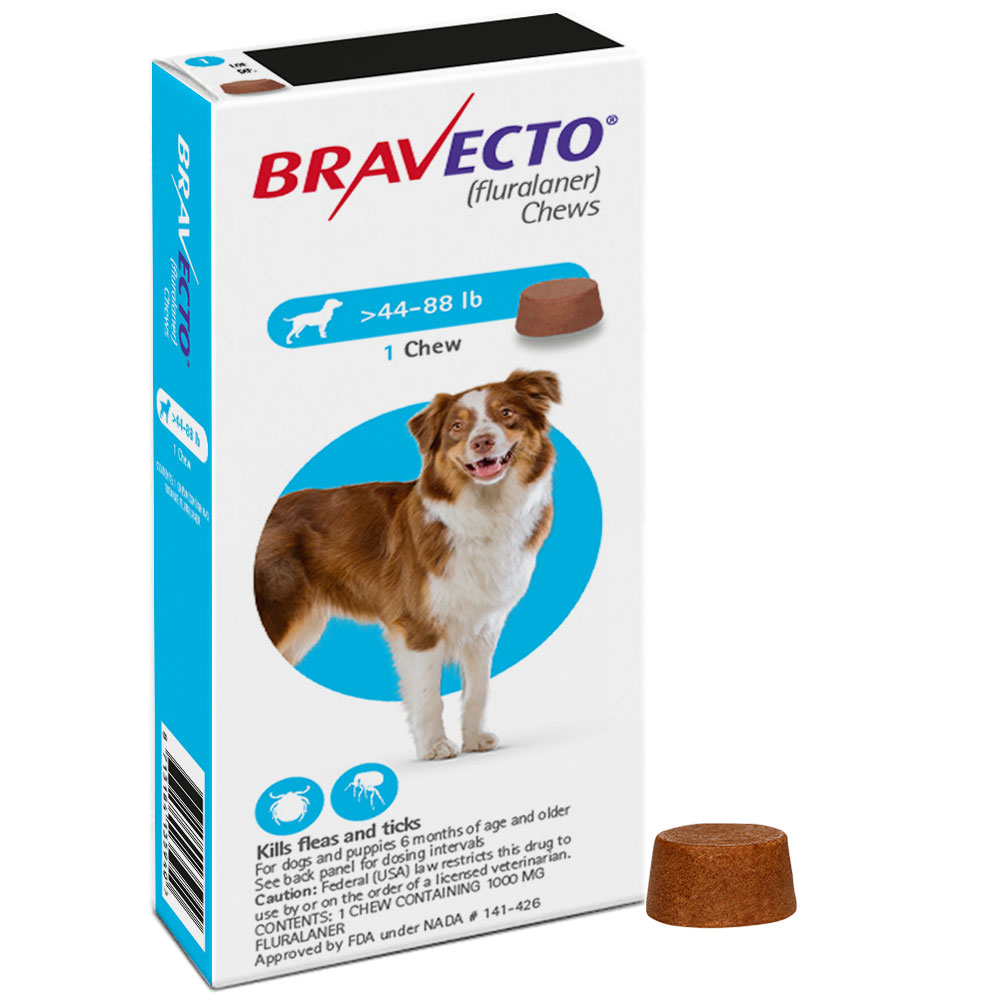 1
LOT
EXP.
BRAVECTO®
(fluralaner)
Chews
>44-88 lb
1 Chew
Kills fleas and ticks
For dogs and puppies 6 months of age and older
See back panel for dosing intervals
Caution: Federal (USA) law restricts this drug to
use by or on the order of a licensed veterinarian.
CONTENTS: 1 CHEW CONTAINING 1000 MG
FLURALANER
Approved by FDA under NADA # 141-426
BRAVECTO®
(fluralaner)
Chews
>44-88 lb
1 Chew